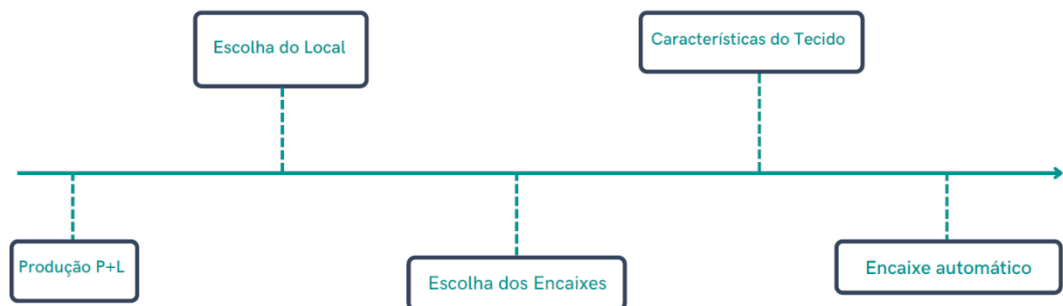 Escolha do Local
Características do Tecido
Produção P+L
Escolha dos Encaixes
Encaixe automático